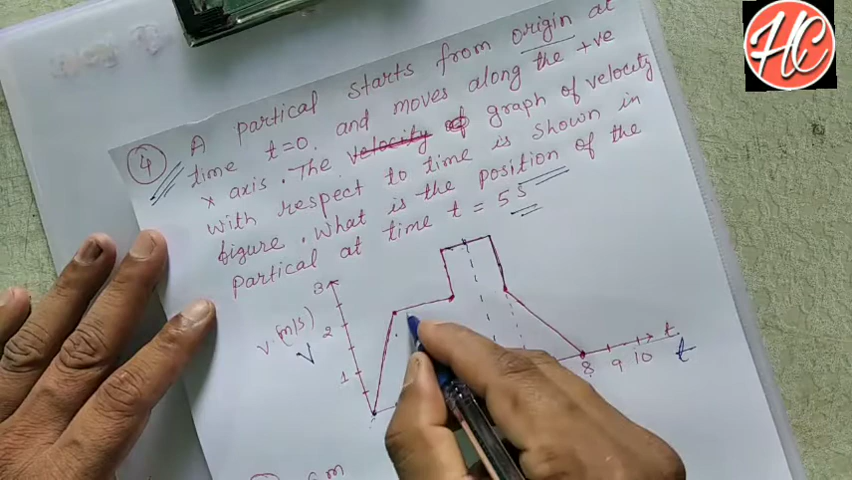 HC
4 A partical starts from origin at
time t=0. and moves along the +ve
x axis. The velocity of graph of velocity
with respect to time is shown in
figure. What is the position of the
partical at time t = 5S
3
V (m/s)
2
V
1
8 9 10 t
t